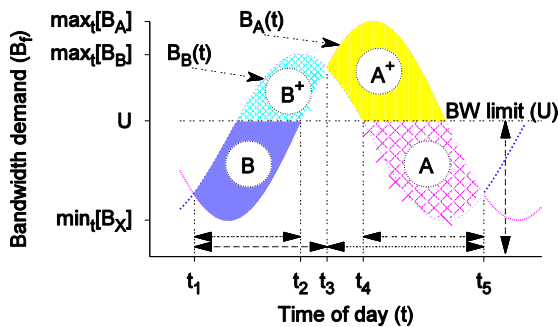 Bandwidth demand (B_f)
max_t[B_A]
max_t[B_B]
U
min_t[B_X]
B_A(t)
B_B(t)
B⁺
A⁺
B
A
BW limit (U)
t_1 t_2 t_3 t_4 t_5
Time of day (t)